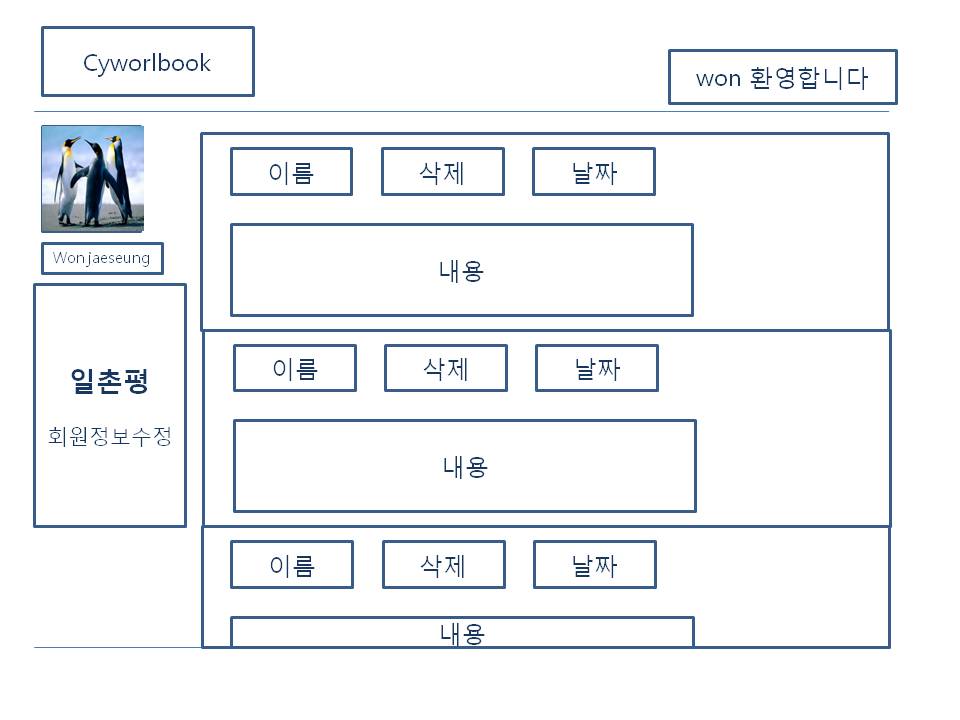 Cyworlbook
won 환영합니다
Won jaeseung
일촌평
회원정보수정
이름 삭제 날짜
내용
이름 삭제 날짜
내용
이름 삭제 날짜
내용